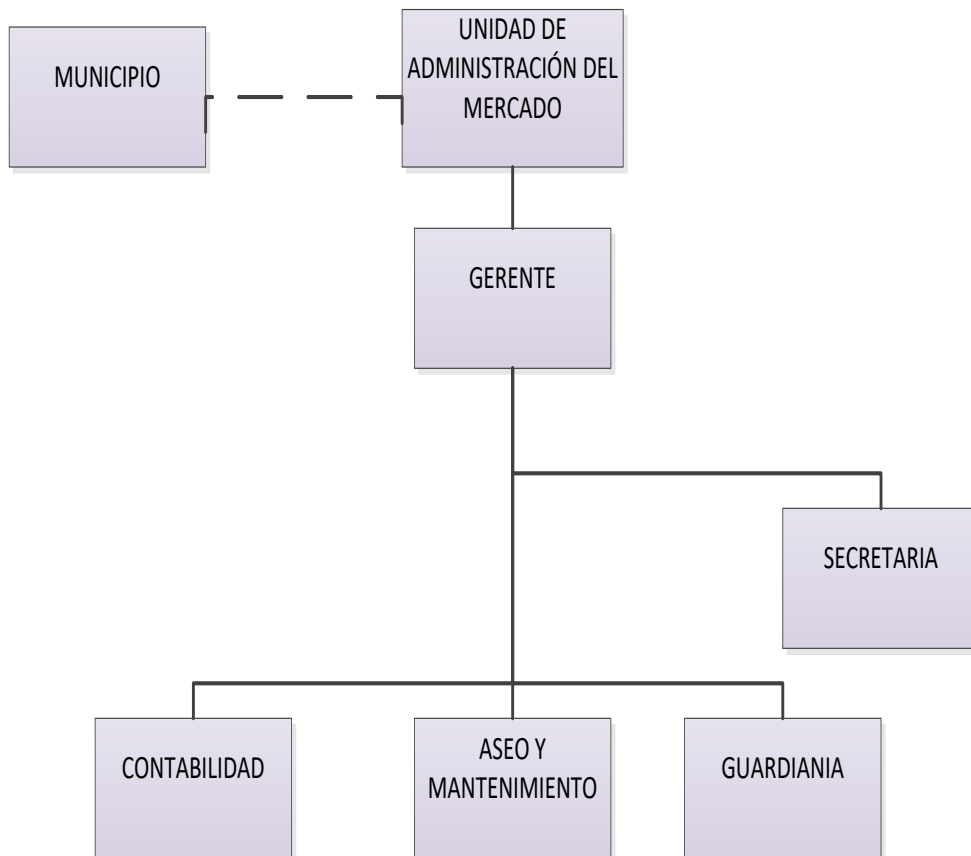 MUNICIPIO
UNIDAD DE
ADMINISTRACIÓN DEL
MERCADO
GERENTE
SECRETARIA
CONTABILIDAD
ASEO Y
MANTENIMIENTO
GUARDIANIA